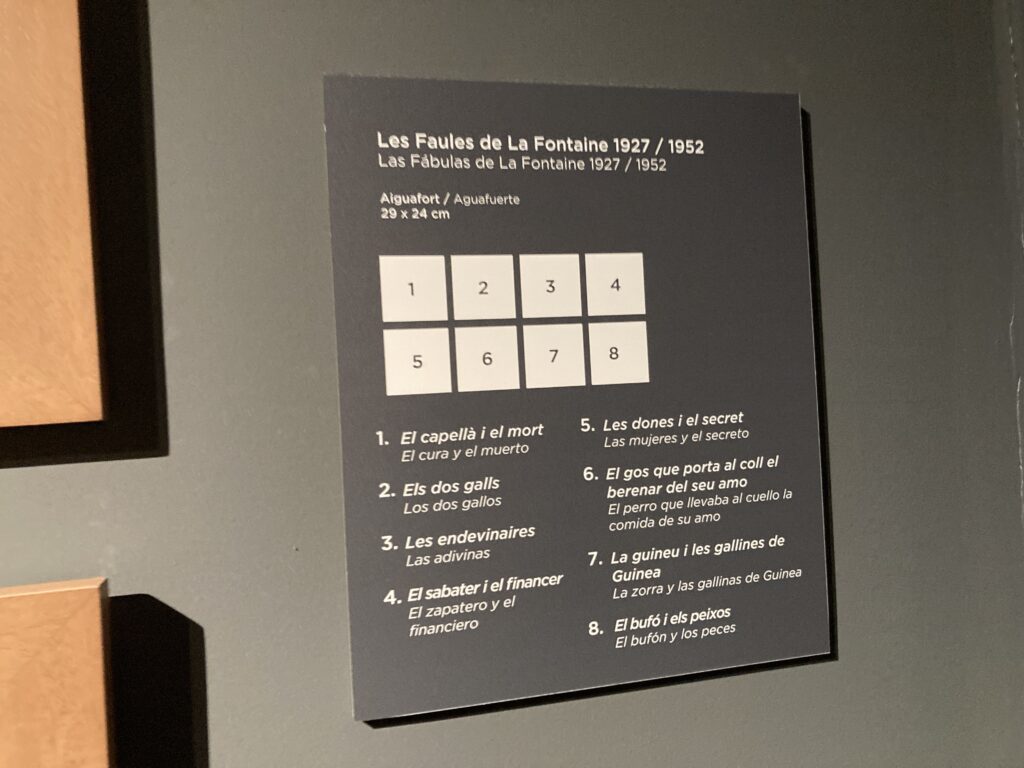 Les Faules de La Fontaine 1927 / 1952
Las Fábulas de La Fontaine 1927 / 1952
Aiguafort / Aguafuerte
29 x 24 cm
1 2 3 4
5 6 7 8
1. El capellà i el mort
El cura y el muerto
2. Els dos galls
Los dos gallos
3. Les endevinaires
Las adivinas
4. El sabater i el financer
El zapatero y el
financiero
5. Les dones i el secret
Las mujeres y el secreto
6. El gos que porta al coll el
berenar del seu amo
El perro que llevaba al cuello la
comida de su amo
7. La guineu i les gallines de
Guinea
La zorra y las gallinas de Guinea
8. El bufó i els peixos
El bufón y los peces